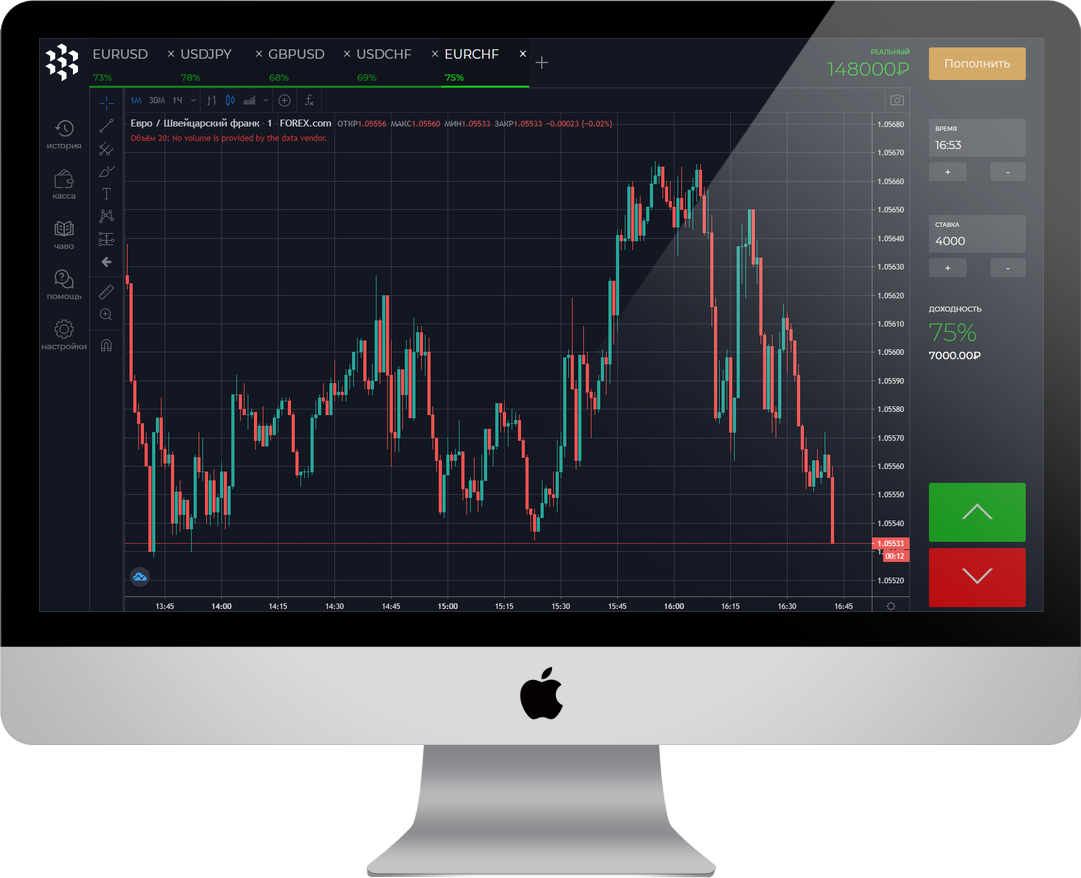 EURUSD × USDJPY × GBPUSD × USDCHF × EURCHF ×
73% 78% 68% 69% 75%
РЕАЛЬНЫЙ
148000₽
Пополнить
история
касса
чаво
помощь
настройки
1М 30М 1Ч
Евро / Швейцарский франк · 1 · FOREX.com ОТКР1.05556 МАКС1.05560 МИН1.05533 ЗАКР1.05533 −0.00023 (−0.02%)
Объём 20: No volume is provided by the data vendor.
1.05680
1.05670
1.05660
1.05650
1.05640
1.05630
1.05620
1.05610
1.05600
1.05590
1.05580
1.05570
1.05560
1.05550
1.05540
1.05533
00:12
1.05520
13:45 14:00 14:15 14:30 14:45 15:00 15:15 15:30 15:45 16:00 16:15 16:30 16:45
ВРЕМЯ
16:53
+ -
СТАВКА
4000
+ -
ДОХОДНОСТЬ
75%
7000.00₽